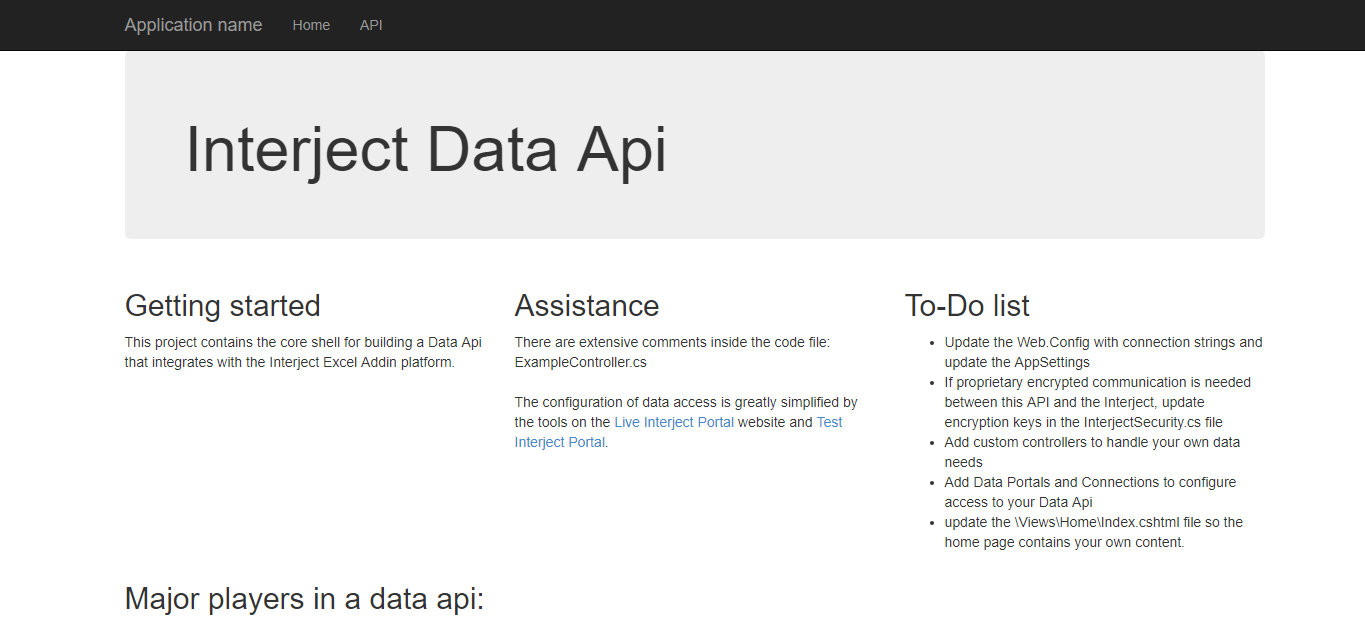 Application name Home API
Interject Data Api
Getting started
This project contains the core shell for building a Data Api
that integrates with the Interject Excel Addin platform.
Assistance
There are extensive comments inside the code file:
ExampleController.cs
The configuration of data access is greatly simplified by
the tools on the Live Interject Portal website and Test
Interject Portal.
To-Do list
• Update the Web.Config with connection strings and
update the AppSettings
• If proprietary encrypted communication is needed
between this API and the Interject, update
encryption keys in the InterjectSecurity.cs file
• Add custom controllers to handle your own data
needs
• Add Data Portals and Connections to configure
access to your Data Api
• update the \Views\Home\Index.cshtml file so the
home page contains your own content.
Major players in a data api: